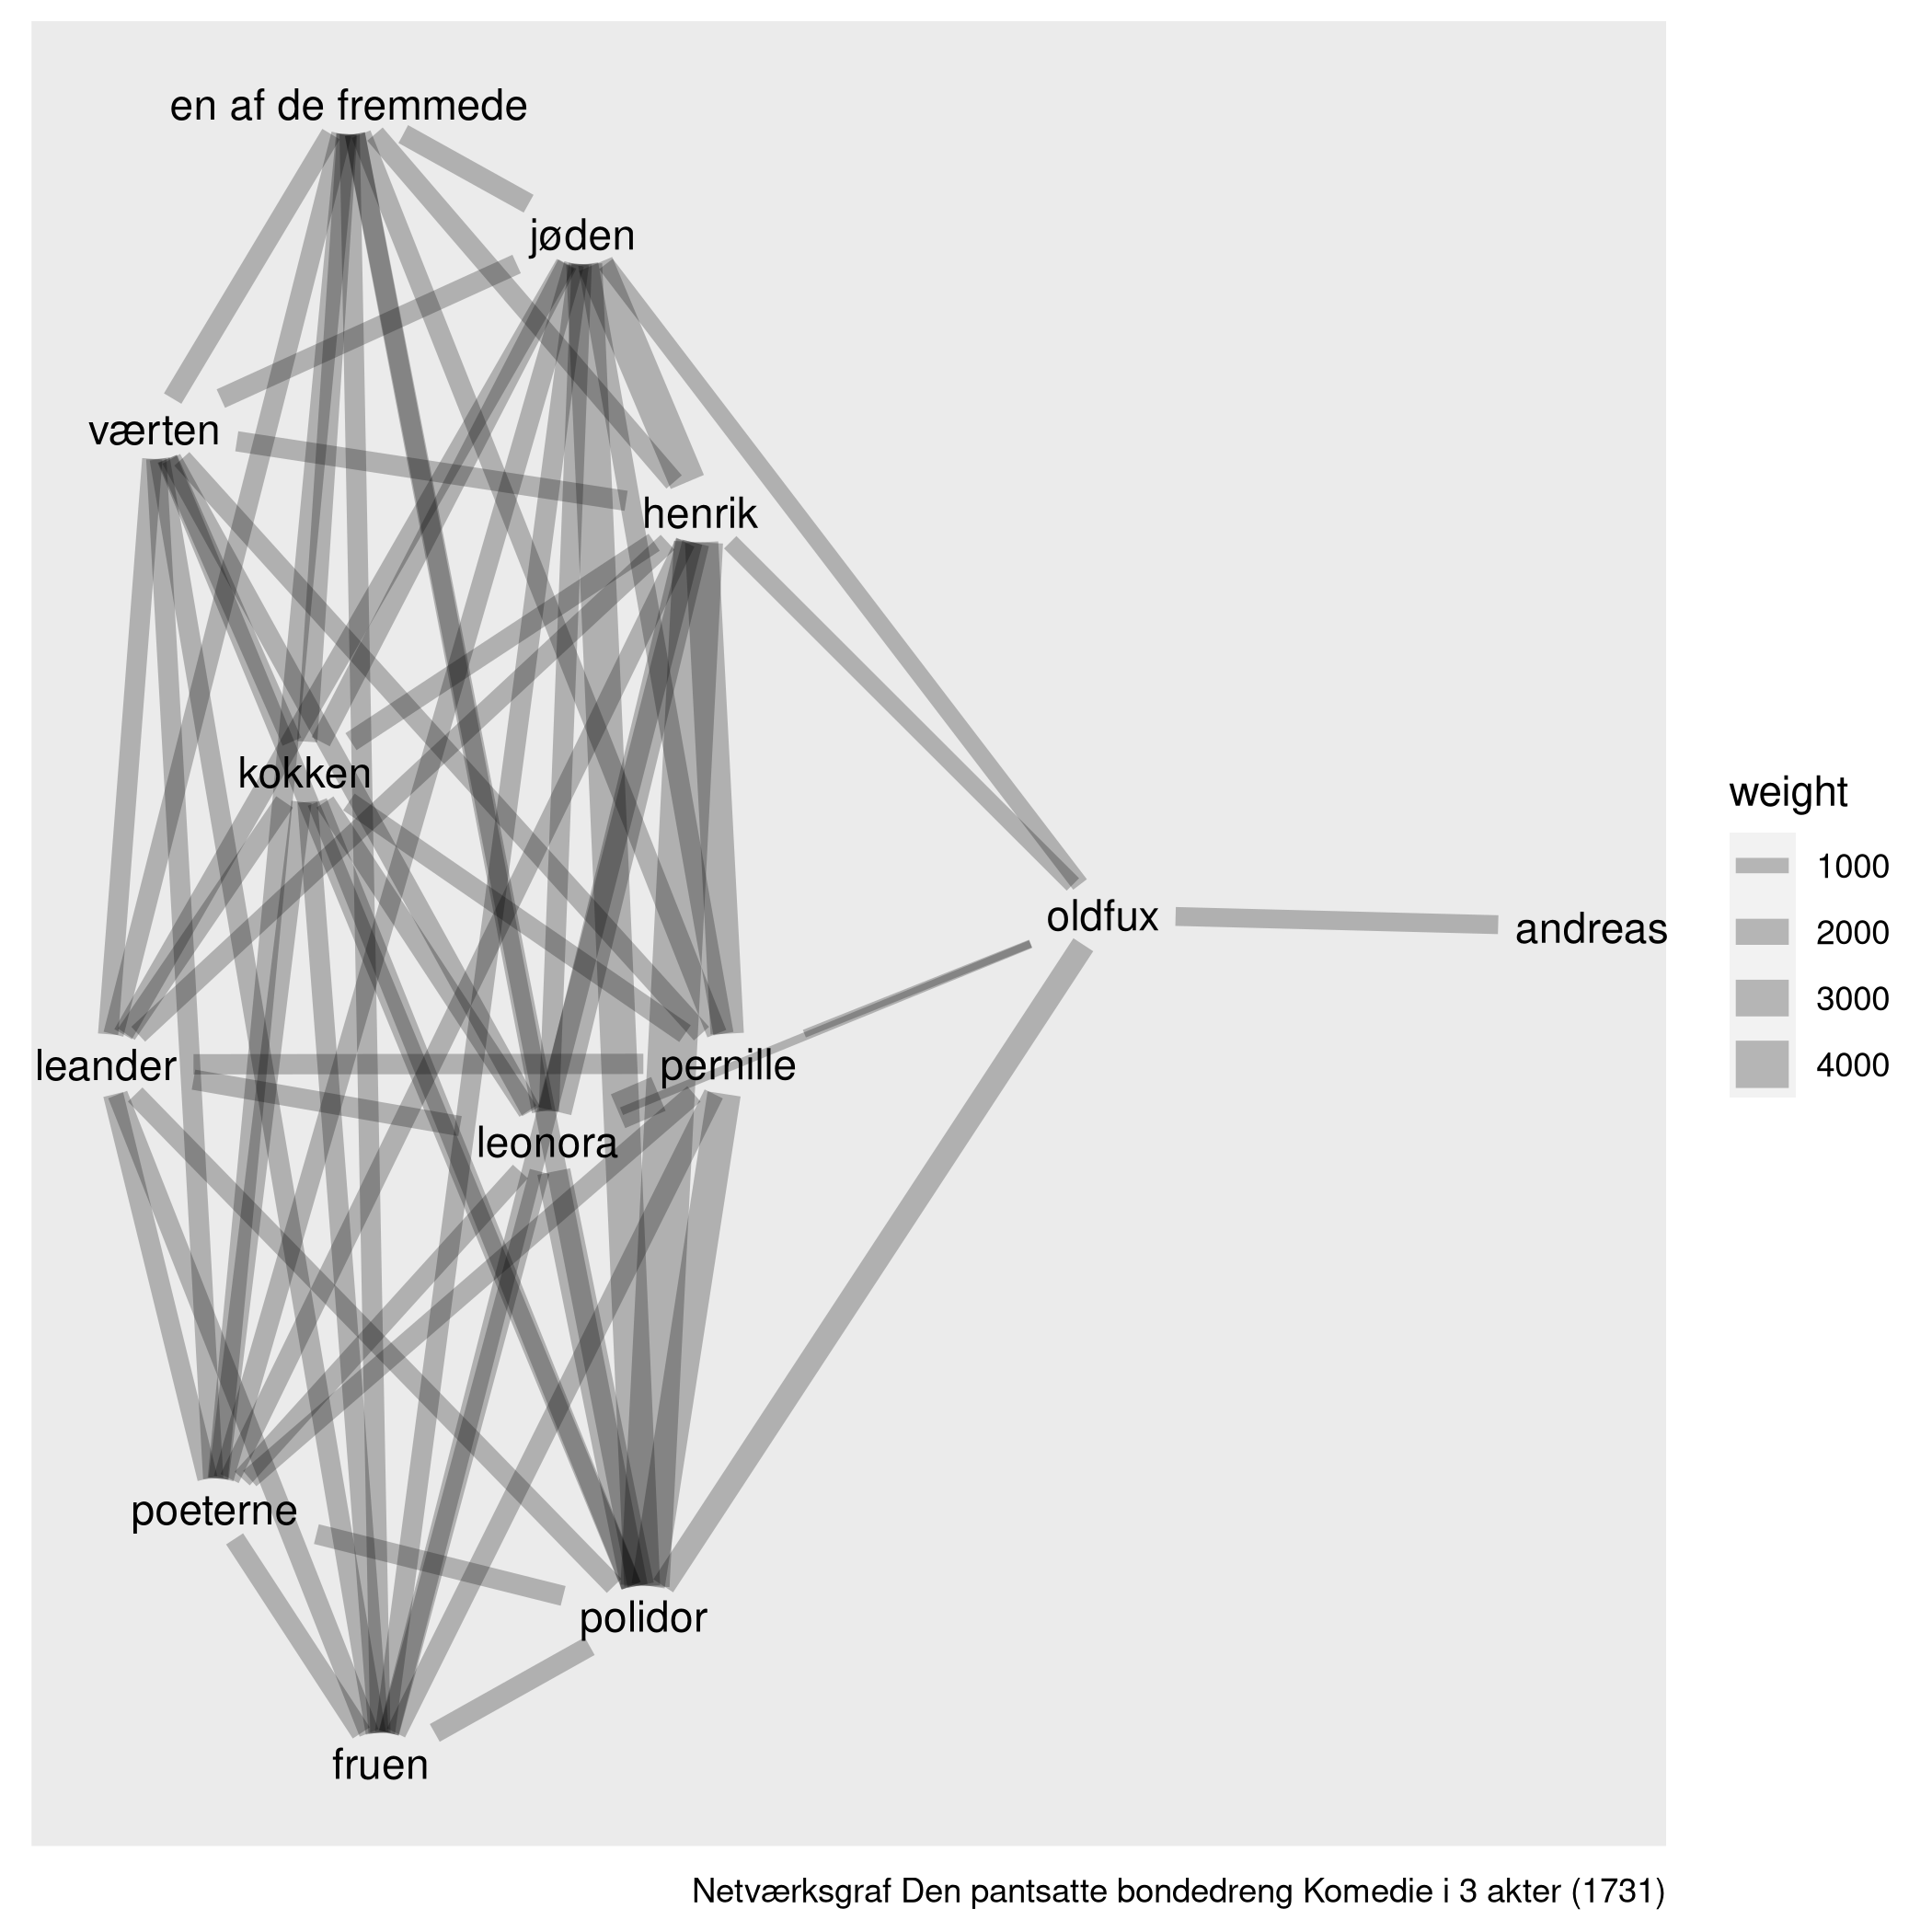 en af de fremmede
jøden
værten
henrik
kokken
oldfux
andreas
leander
pernille
leonora
poeterne
polidor
fruen
weight
1000
2000
3000
4000
Netværksgraf Den pantsatte bondedreng Komedie i 3 akter (1731)